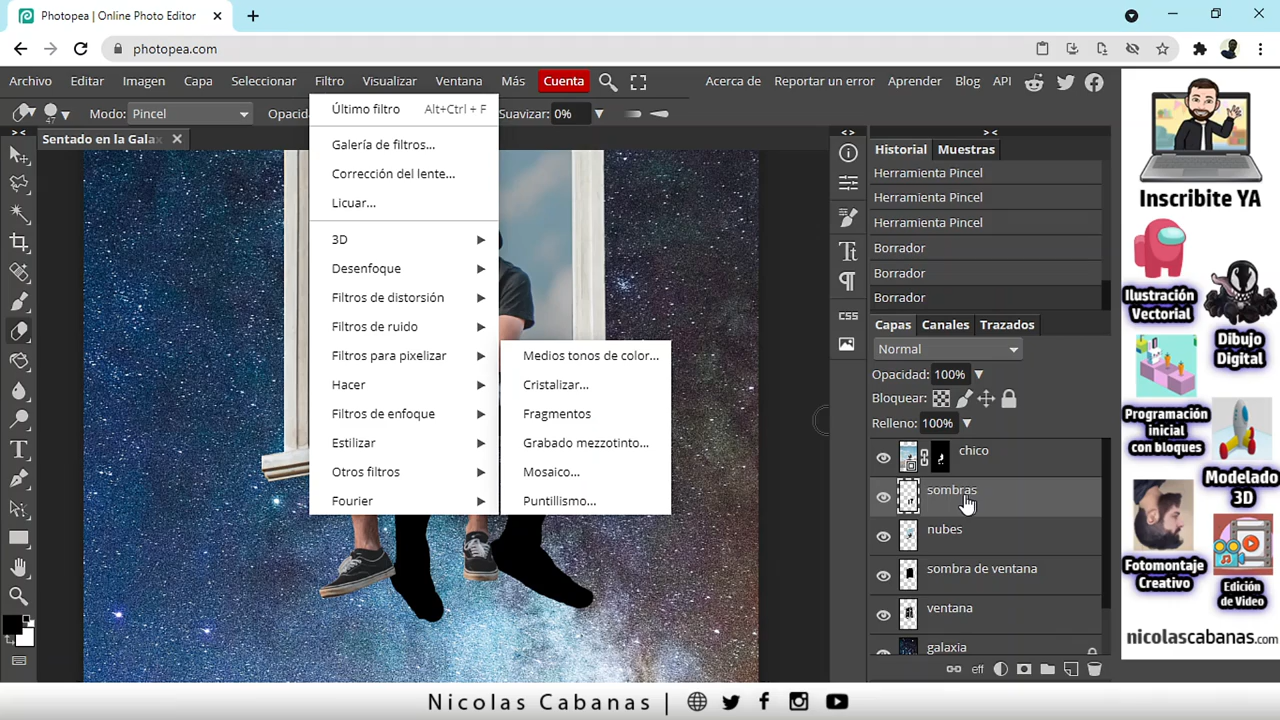 Photopea | Online Photo Editor
photopea.com
Archivo Editar Imagen Capa Seleccionar Filtro Visualizar Ventana Más Cuenta Acerca de Reportar un error Aprender Blog API
47 Modo: Pincel Suavizar: 0%
Sentado en la Gala
Último filtro Alt+Ctrl + F
Galería de filtros...
Corrección del lente...
Licuar...
3D
Desenfoque
Filtros de distorsión
Filtros de ruido
Filtros para pixelizar
Hacer
Filtros de enfoque
Estilizar
Otros filtros
Fourier
Medios tonos de color...
Cristalizar...
Fragmentos
Grabado mezzotinto...
Mosaico...
Puntillismo...
Historial Muestras
Herramienta Pincel
Herramienta Pincel
Herramienta Pincel
Borrador
Borrador
Borrador
CSS
Capas Canales Trazados
Normal
Opacidad: 100%
Bloquear:
Relleno: 100%
chico
sombras
nubes
sombra de ventana
ventana
galaxia
eff
Inscribite YA
Ilustración
Vectorial
Dibujo
Digital
Programación
inicial
con bloques
Modelado
3D
Fotomontaje
Creativo
Edición
de Video
nicolascabanas.com
Nicolas Cabanas |